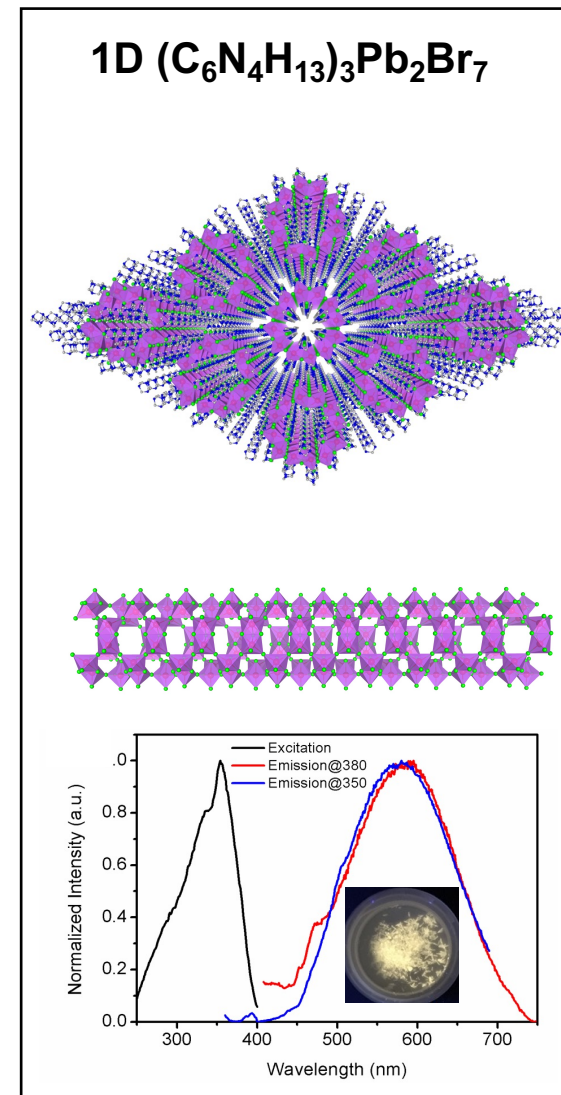 1D (C₆N₄H₁₃)₃Pb₂Br₇
Excitation
Emission@380
Emission@350
.0
0.8
0.6
0.4
0.2
0.0
Normalized Intensity (a.u.)
300
400
500
600
700
Wavelength (nm)